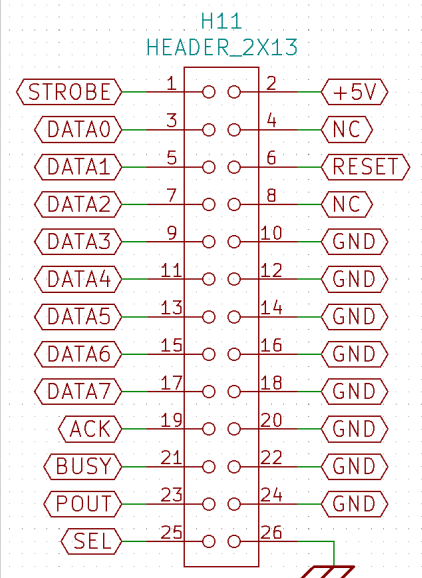 H11
HEADER_2X13
STROBE 1 2 +5V
DATA0 3 4 NC
DATA1 5 6 RESET
DATA2 7 8 NC
DATA3 9 10 GND
DATA4 11 12 GND
DATA5 13 14 GND
DATA6 15 16 GND
DATA7 17 18 GND
ACK 19 20 GND
BUSY 21 22 GND
POUT 23 24 GND
SEL 25 26